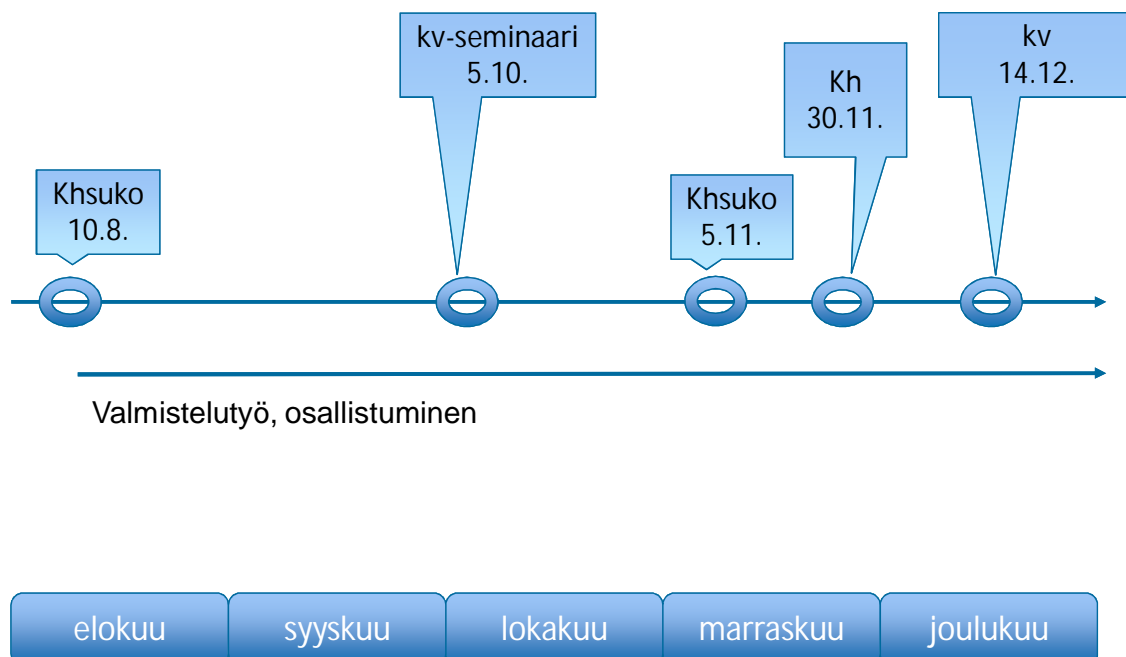 kv-seminaari
5.10.
kv
14.12.
Kh
30.11.
Khsuko
10.8.
Khsuko
5.11.
Valmistelutyö, osallistuminen
elokuu
syyskuu
lokakuu
marraskuu
joulukuu